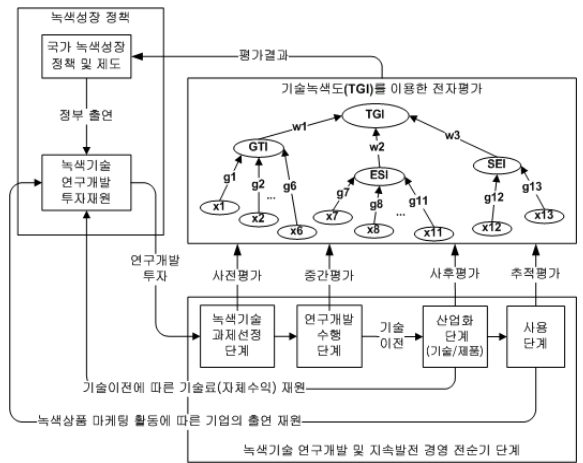 녹색성장 정책
국가 녹색성장
정책 및 제도
평가결과
정부 출연
녹색기술
연구개발
투자재원
기술녹색도(TGI)를 이용한 전자평가
TGI
w1
w2
w3
GTI
ESI
SEI
g1
g2
g6
...
g7
g8
g11
...
g12
g13
x1
x2
x6
x7
x8
x11
x12
x13
연구개발
투자
사전평가
중간평가
사후평가
추적평가
녹색기술
과제선정
단계
연구개발
수행
단계
기술
이전
산업화
단계
(기술/제품)
사용
단계
기술이전에 따른 기술료(자체수익) 재원
녹색상품 마케팅 활동에 따른 기업의 출연 재원
녹색기술 연구개발 및 지속발전 경영 전순기 단계